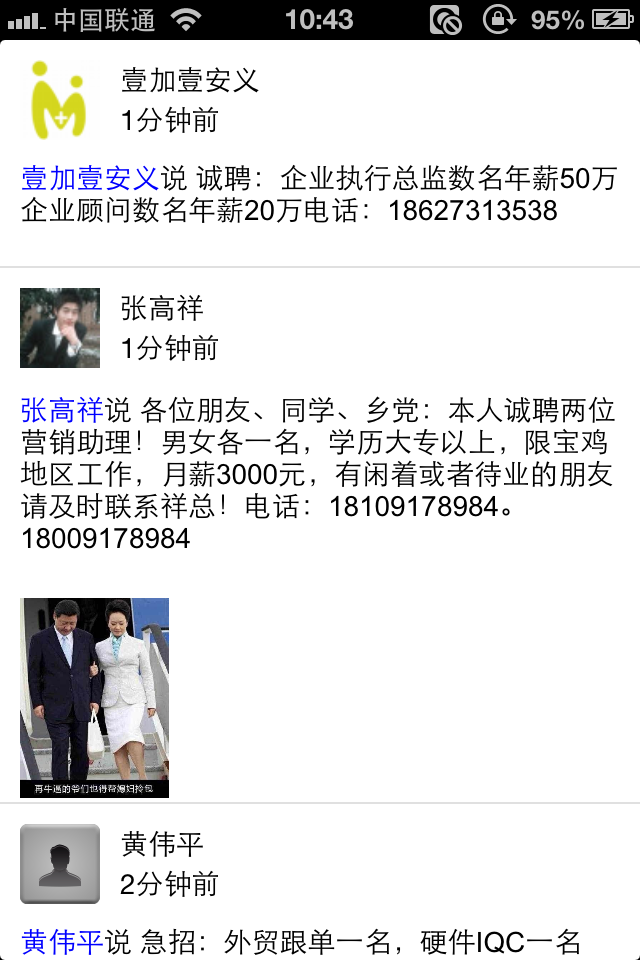 中国联通 10:43 95%
壹加壹安义
1分钟前
壹加壹安义说 诚聘：企业执行总监数名年薪50万
企业顾问数名年薪20万电话：18627313538
张高祥
1分钟前
张高祥说 各位朋友、同学、乡党：本人诚聘两位
营销助理！男女各一名，学历大专以上，限宝鸡
地区工作，月薪3000元，有闲着或者待业的朋友
请及时联系祥总！电话：18109178984。
18009178984
再牛逼的爷们也得帮媳妇拎包
黄伟平
2分钟前
黄伟平说 急招：外贸跟单一名，硬件IQC一名